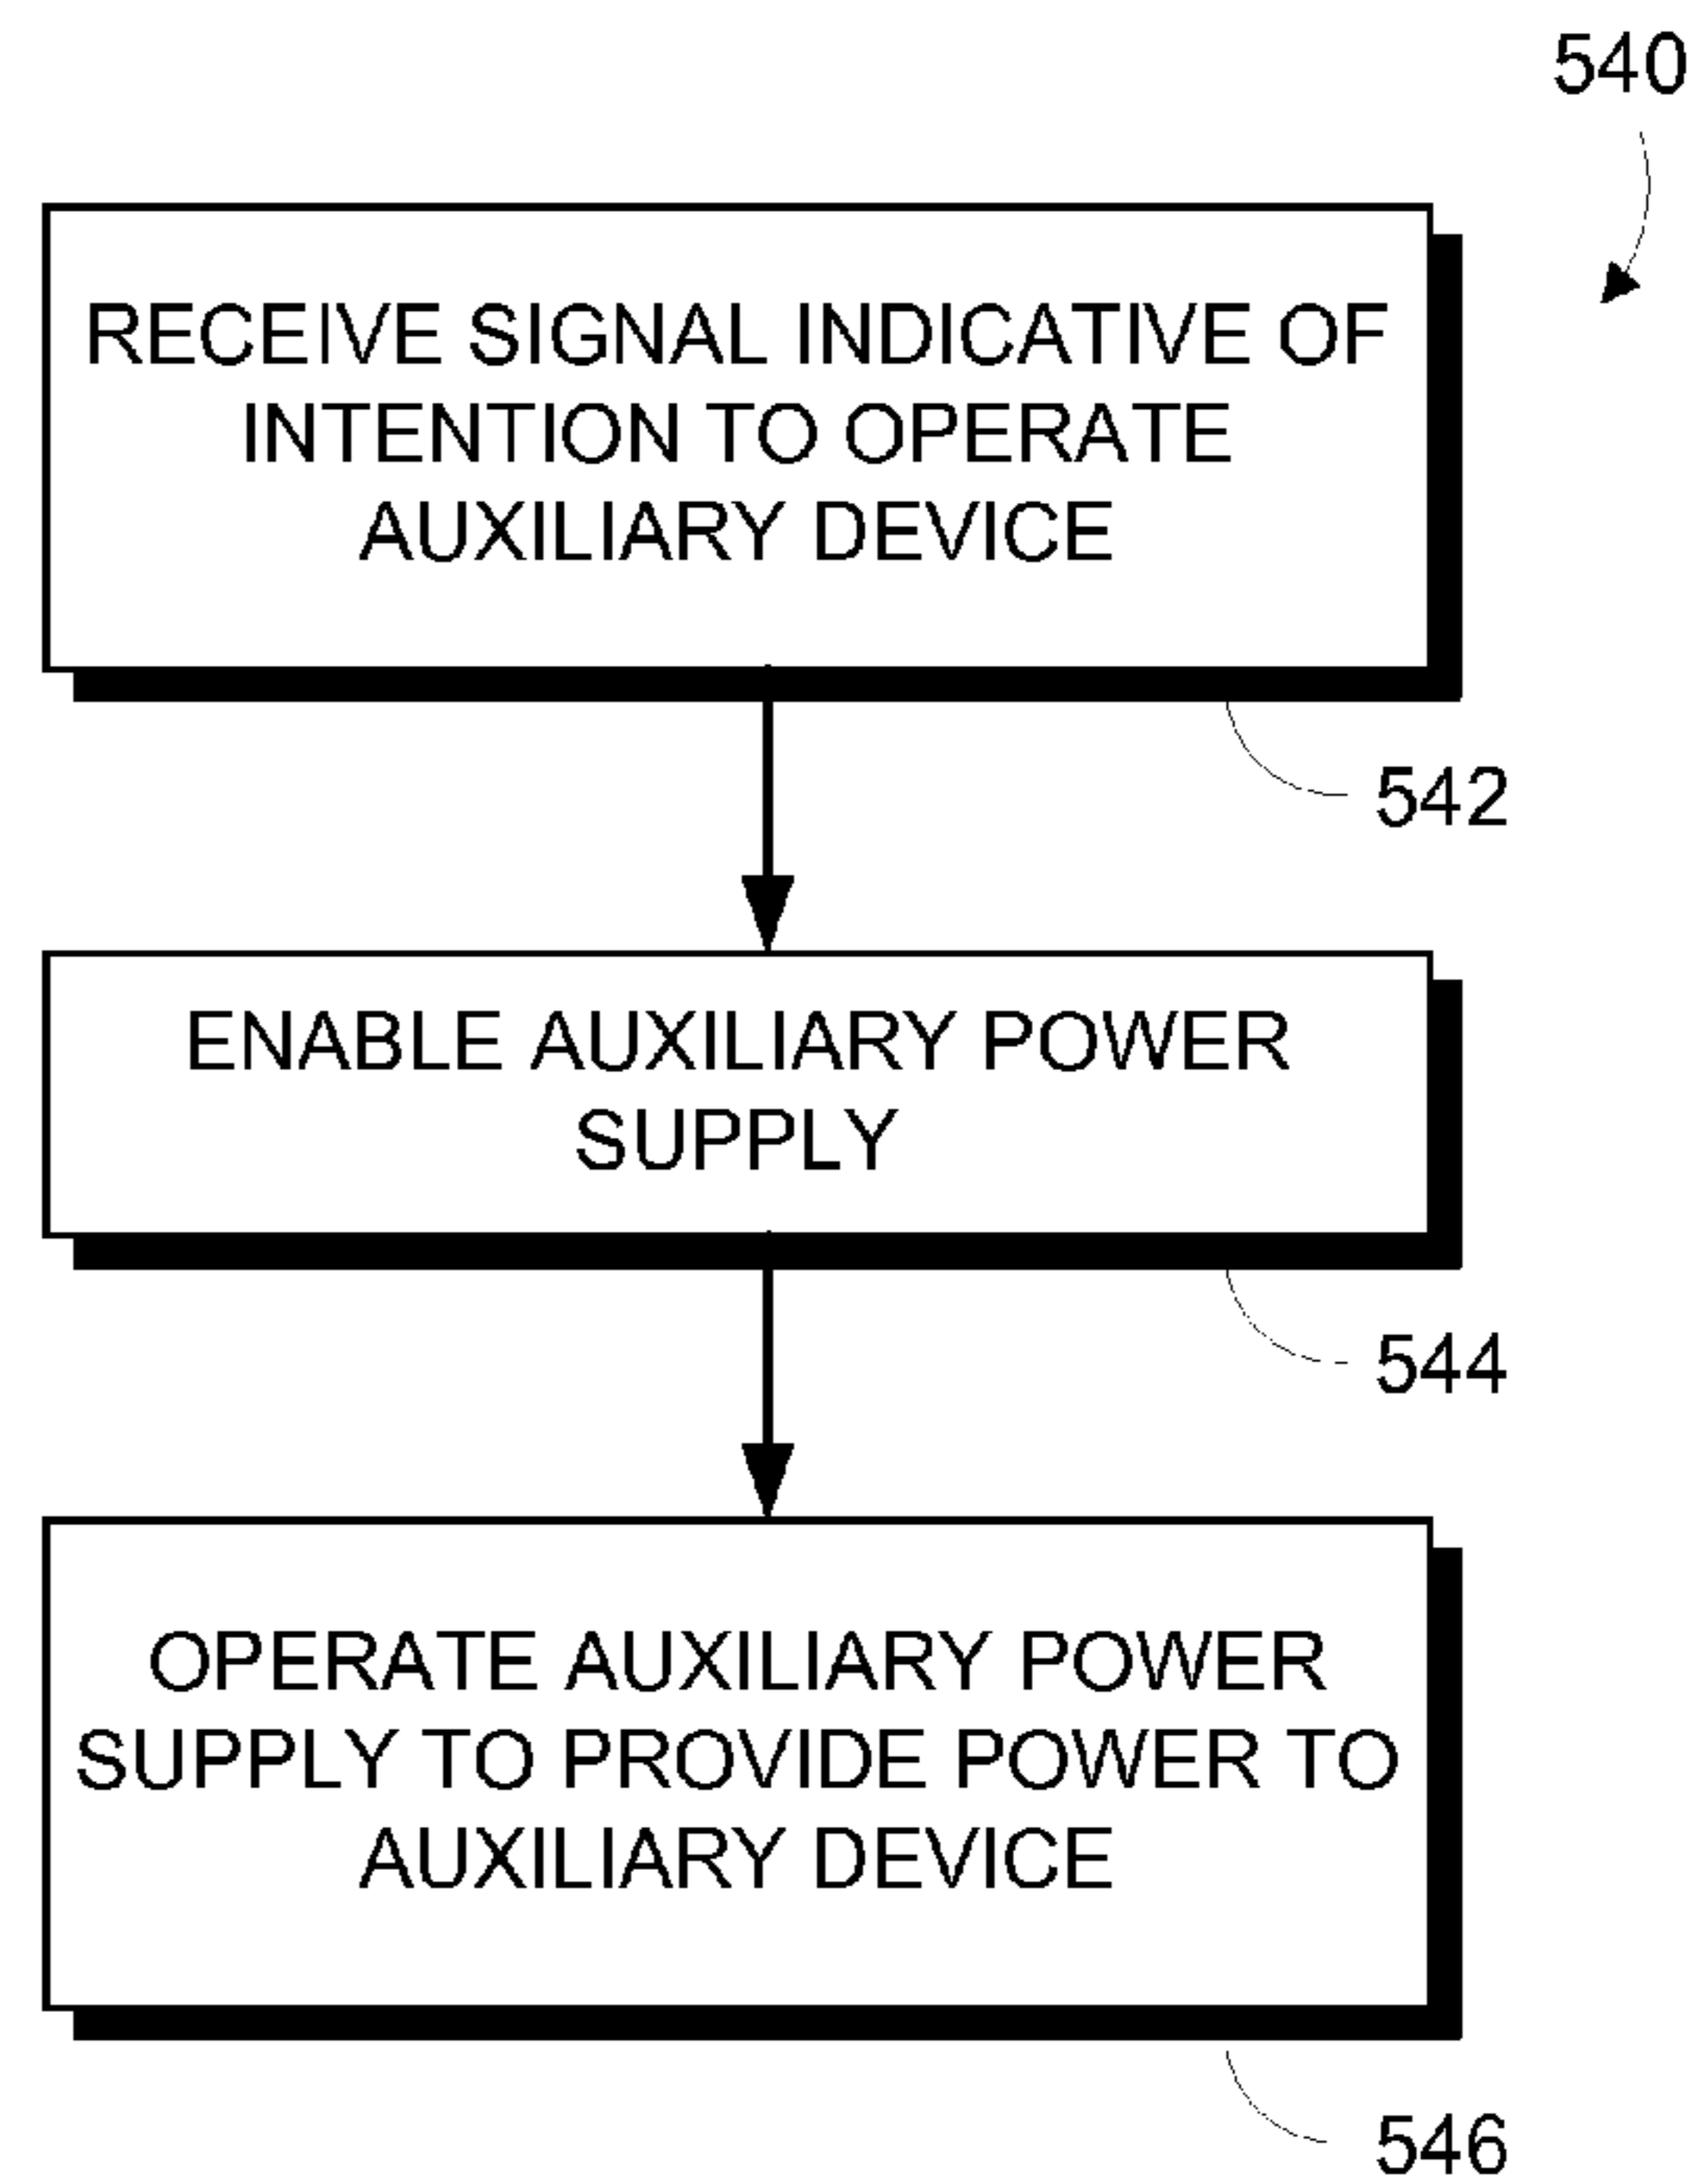 540
RECEIVE SIGNAL INDICATIVE OF
INTENTION TO OPERATE
AUXILIARY DEVICE
542
ENABLE AUXILIARY POWER
SUPPLY
544
OPERATE AUXILIARY POWER
SUPPLY TO PROVIDE POWER TO
AUXILIARY DEVICE
546